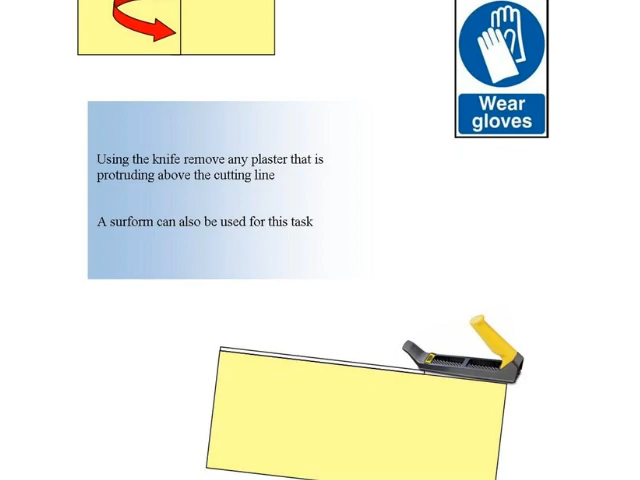 Wear
gloves
Using the knife remove any plaster that is
protruding above the cutting line
A surform can also be used for this task